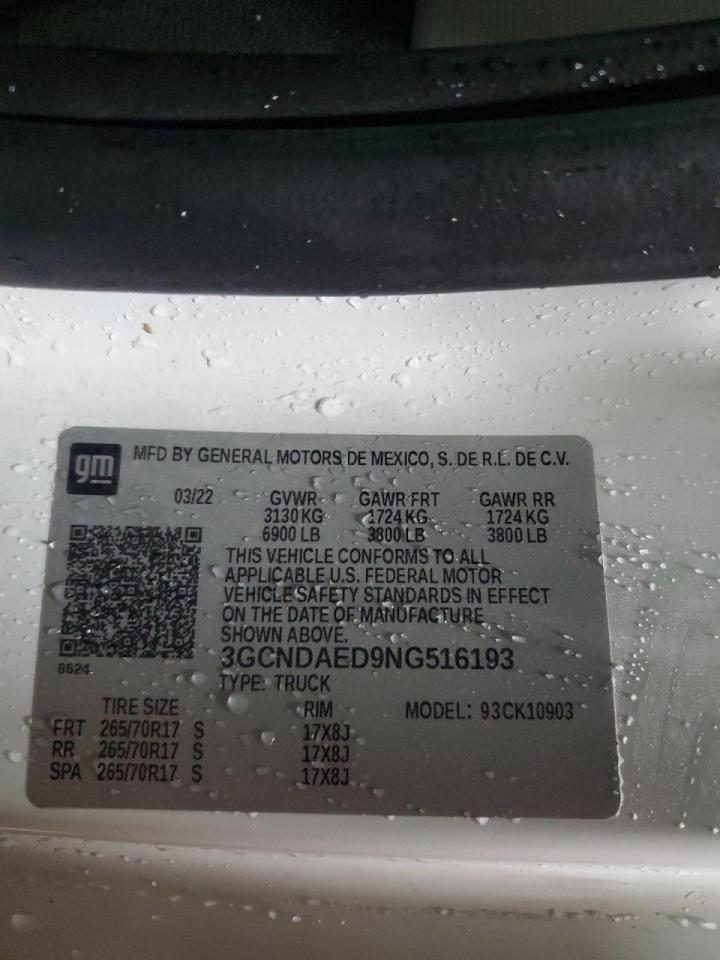 gm MFD BY GENERAL MOTORS DE MEXICO, S. DE R.L. DE C.V.
03/22 GVWR GAWR FRT GAWR RR
3130 KG 1724 KG 1724 KG
6900 LB 3800 LB 3800 LB
THIS VEHICLE CONFORMS TO ALL
APPLICABLE U.S. FEDERAL MOTOR
VEHICLE SAFETY STANDARDS IN EFFECT
ON THE DATE OF MANUFACTURE
SHOWN ABOVE.
8624
3GCNDAED9NG516193
TYPE: TRUCK
TIRE SIZE RIM MODEL: 93CK10903
FRT 265/70R17 S 17X8J
RR 265/70R17 S 17X8J
SPA 265/70R17 S 17X8J